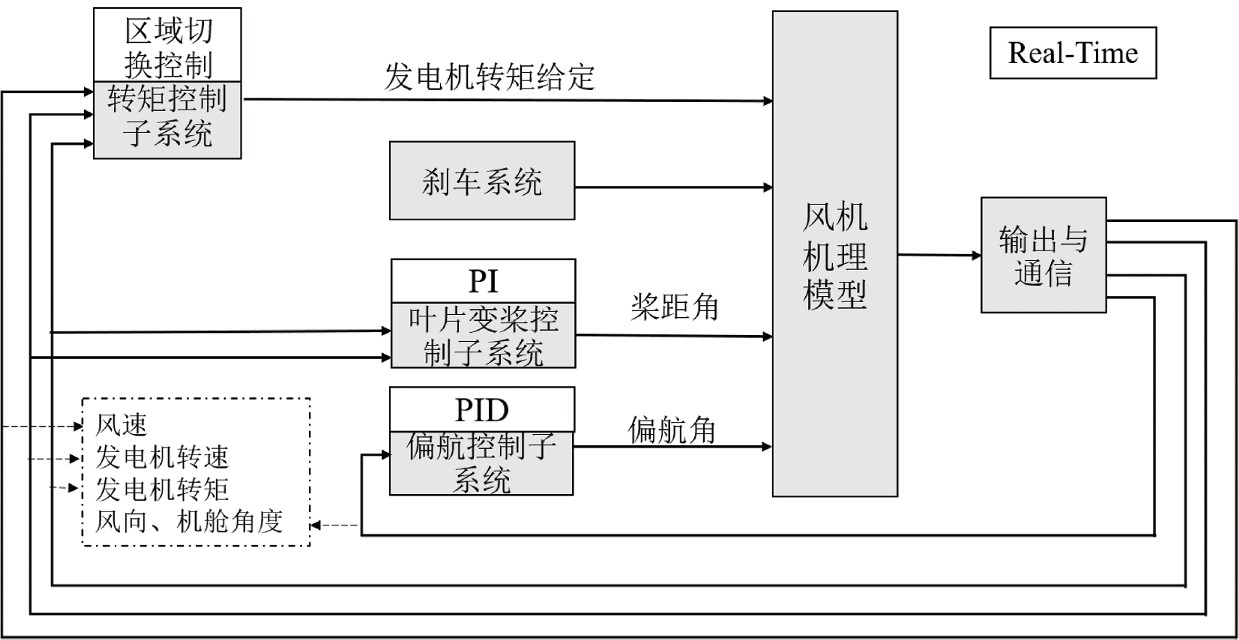 区域切
换控制
转矩控制
子系统
发电机转矩给定
Real-Time
刹车系统
风机
机理
模型
输出与
通信
PI
叶片变桨控
制子系统
桨距角
PID
偏航控制子
系统
偏航角
风速
发电机转速
发电机转矩
风向、机舱角度